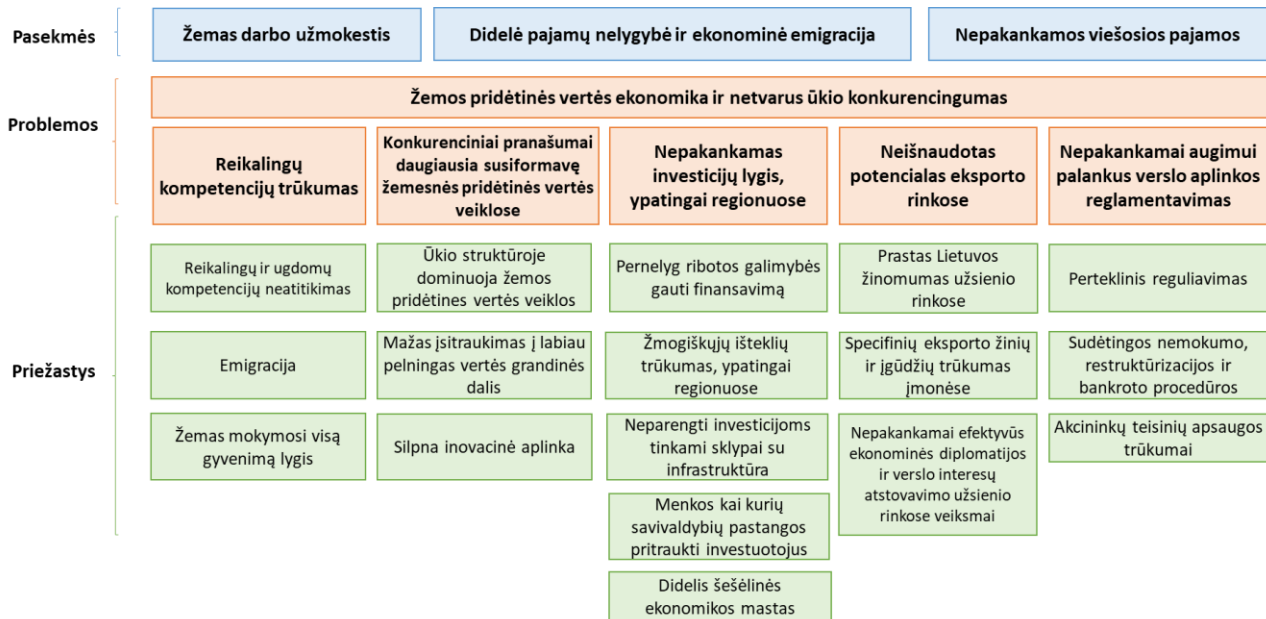 Pasekmės
Žemas darbo užmokestis
Didelė pajamų nelygybė ir ekonominė emigracija
Nepakankamos viešosios pajamos
Problemos
Žemos pridėtinės vertės ekonomika ir netvarus ūkio konkurencingumas
Reikalingų
kompetencijų trūkumas
Konkurenciniai pranašumai
daugiausia susiformavę
žemesnės pridėtinės vertės
veiklose
Nepakankamas
investicijų lygis,
ypatingai regionuose
Neišnaudotas
potencialas eksporto
rinkose
Nepakankamai augimui
palankus verslo aplinkos
reglamentavimas
Priežastys
Reikalingų ir ugdomų
kompetencijų neatitikimas
Emigracija
Žemas mokymosi visą
gyvenimą lygis
Ūkio struktūroje
dominuoja žemos
pridėtines vertės veiklos
Mažas įsitraukimas į labiau
pelningas vertės grandinės
dalis
Silpna inovacinė aplinka
Pernelyg ribotos galimybės
gauti finansavimą
Žmogiškųjų išteklių
trūkumas, ypatingai
regionuose
Neparengti investicijoms
tinkami sklypai su
infrastruktūra
Menkos kai kurių
savivaldybių pastangos
pritraukti investuotojus
Didelis šešėlinės
ekonomikos mastas
Prastas Lietuvos
žinomumas užsienio
rinkose
Specifinių eksporto žinių
ir įgūdžių trūkumas
įmonėse
Nepakankamai efektyvūs
ekonominės diplomatijos
ir verslo interesų
atstovavimo užsienio
rinkose veiksmai
Perteklinis reguliavimas
Sudėtingos nemokumo,
restruktūrizacijos ir
bankroto procedūros
Akcininkų teisinių apsaugos
trūkumai